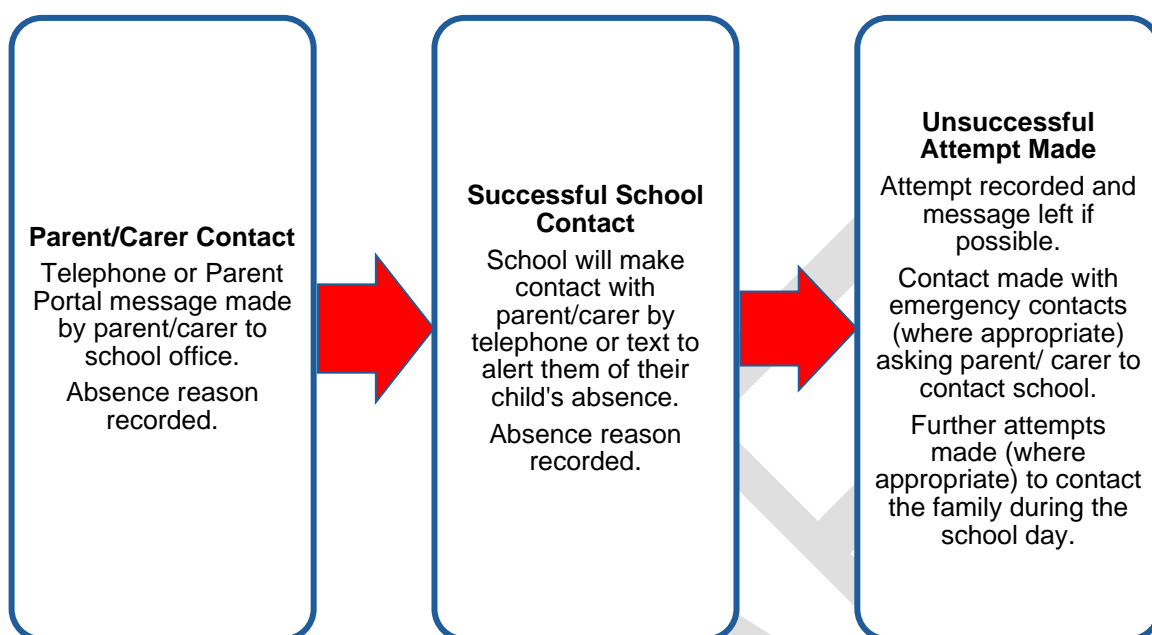 Parent/Carer Contact
Telephone or Parent
Portal message made
by parent/carer to
school office.
Absence reason
recorded.
Successful School
Contact
School will make
contact with
parent/carer by
telephone or text to
alert them of their
child's absence.
Absence reason
recorded.
Unsuccessful
Attempt Made
Attempt recorded and
message left if
possible.
Contact made with
emergency contacts
(where appropriate)
asking parent/ carer to
contact school.
Further attempts
made (where
appropriate) to contact
the family during the
school day.